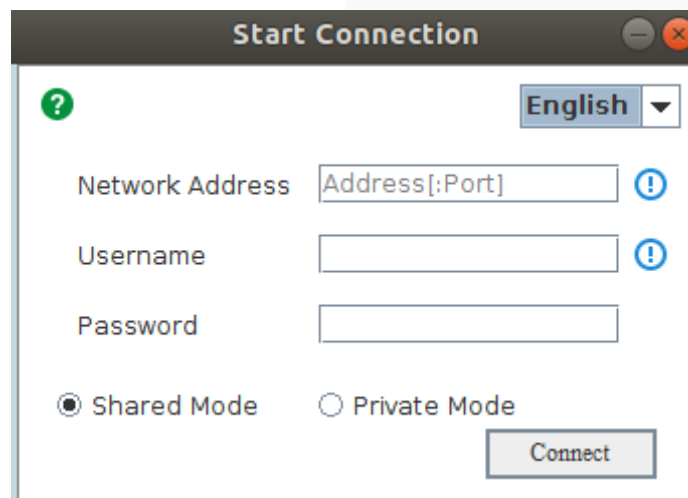 Start Connection
English
Network Address Address[:Port]
Username
Password
Shared Mode Private Mode
Connect